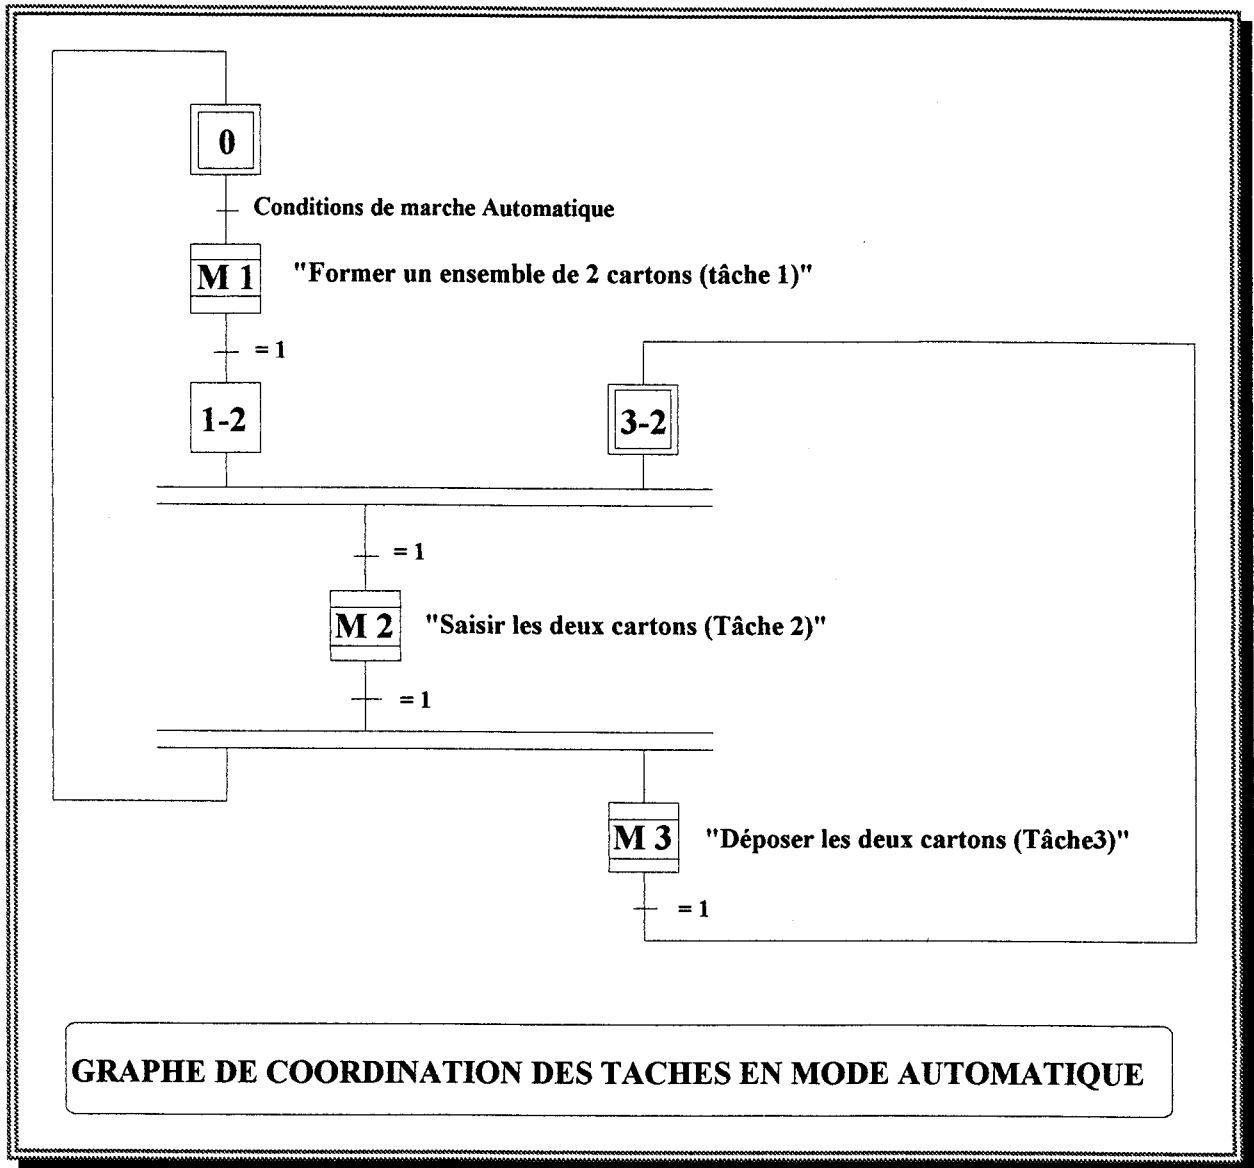 0
Conditions de marche Automatique
M 1 "Former un ensemble de 2 cartons (tâche 1)"
= 1
1-2
3-2
= 1
M 2 "Saisir les deux cartons (Tâche 2)"
= 1
M 3 "Déposer les deux cartons (Tâche3)"
= 1
GRAPHE DE COORDINATION DES TACHES EN MODE AUTOMATIQUE